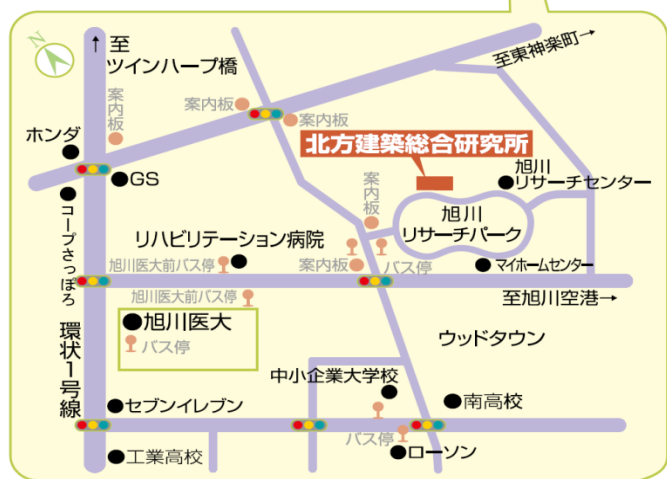 N
↑至
ツインハープ橋
至東神楽町→
案内板
案内板
案内板
ホンダ
GS
北方建築総合研究所
旭川
リサーチセンター
コープさっぽろ
案内板
旭川
リサーチパーク
リハビリテーション病院
旭川医大前バス停
案内板
バス停
マイホームセンター
旭川医大前バス停
至旭川空港→
環状1号線
旭川医大
バス停
ウッドタウン
中小企業大学校
セブンイレブン
南高校
バス停
工業高校
ローソン